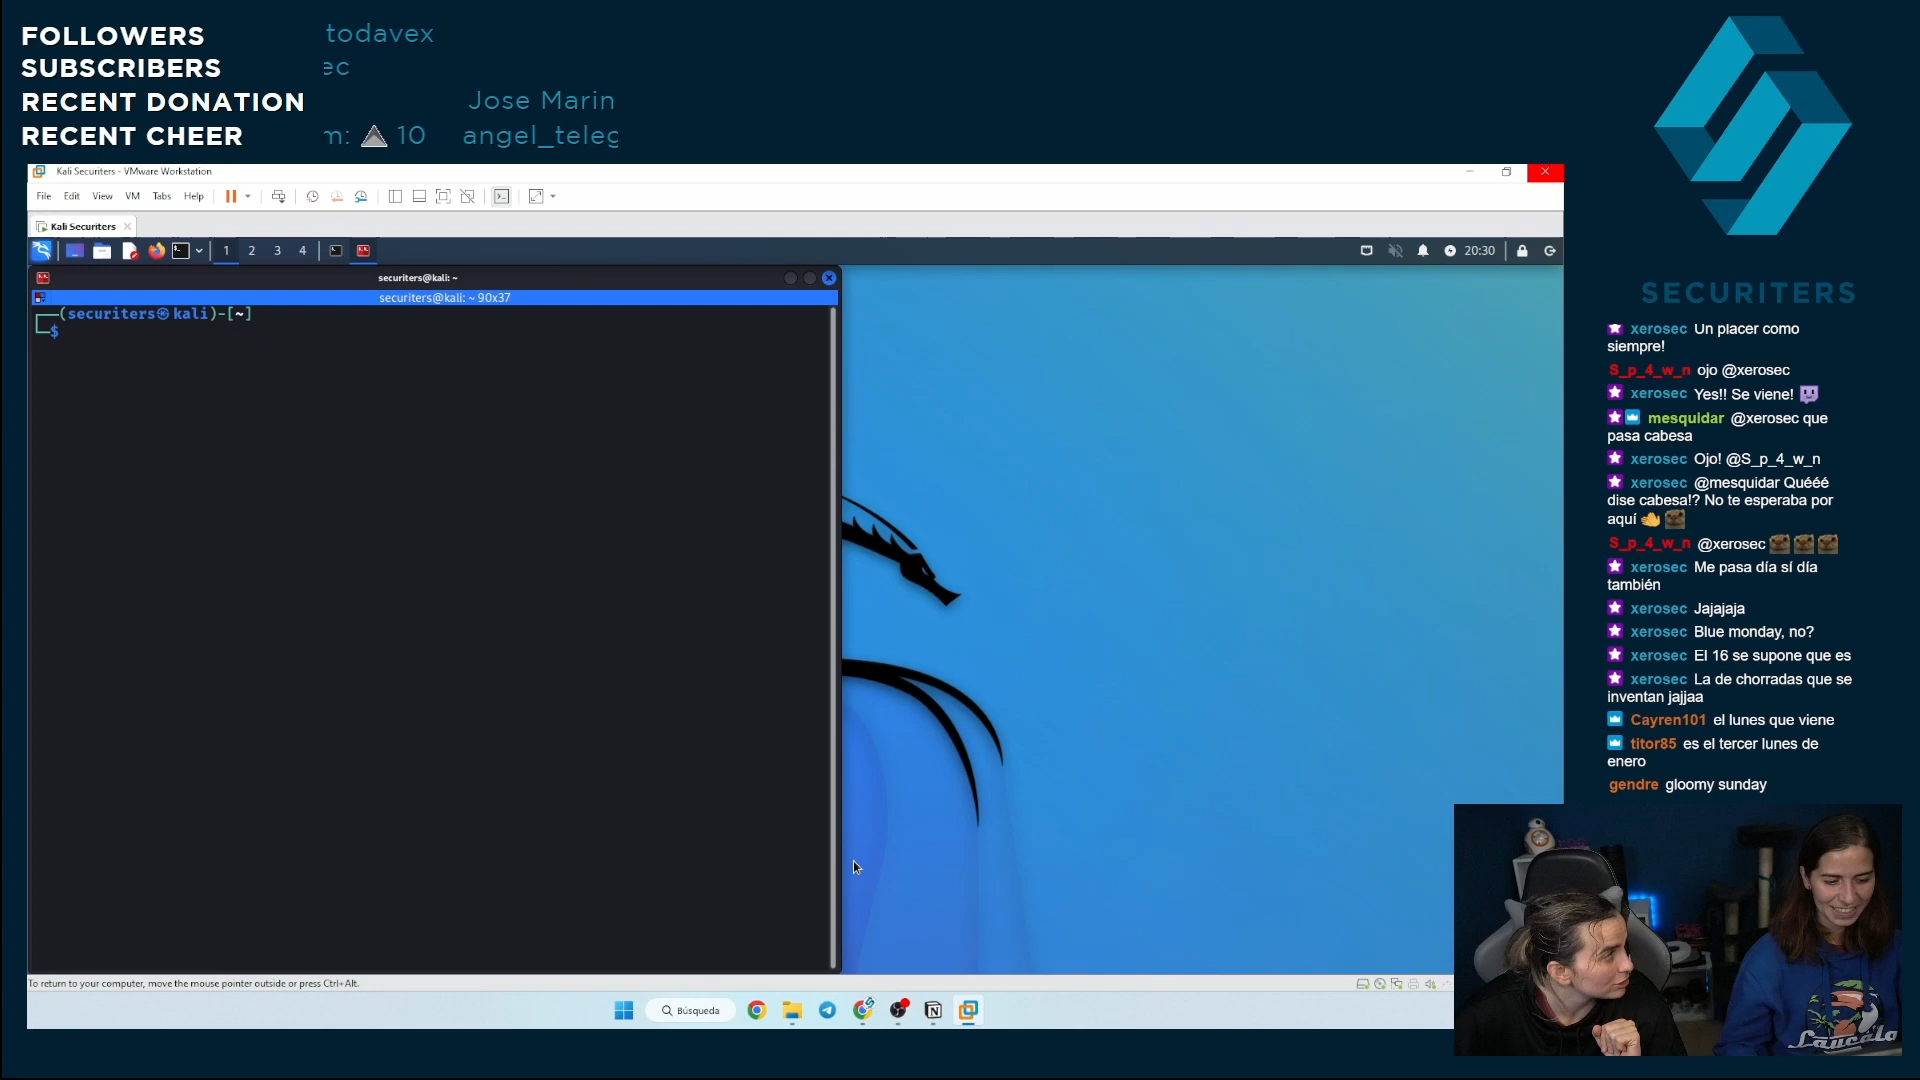 FOLLOWERS
todavex
SUBSCRIBERS
ec
RECENT DONATION
Jose Marin
RECENT CHEER
m: 10 angel_teleg
Kali Securiters - VMware Workstation
File Edit View VM Tabs Help
Kali Securiters
1 2 3 4
20:30
securiters@kali: ~
securiters@kali: ~ 90x37
(securiters㉿kali)-[~]
$
To return to your computer, move the mouse pointer outside or press Ctrl+Alt.
Búsqueda
SECURITERS
xerosec Un placer como
siempre!
S_p_4_w_n ojo @xerosec
xerosec Yes!! Se viene!
mesquidar @xerosec que
pasa cabesa
xerosec Ojo! @S_p_4_w_n
xerosec @mesquidar Quééé
dise cabesa!? No te esperaba por
aquí
S_p_4_w_n @xerosec
xerosec Me pasa día sí día
también
xerosec Jajajaja
xerosec Blue monday, no?
xerosec El 16 se supone que es
xerosec La de chorradas que se
inventan jajjaa
Cayren101 el lunes que viene
titor85 es el tercer lunes de
enero
gendre gloomy sunday